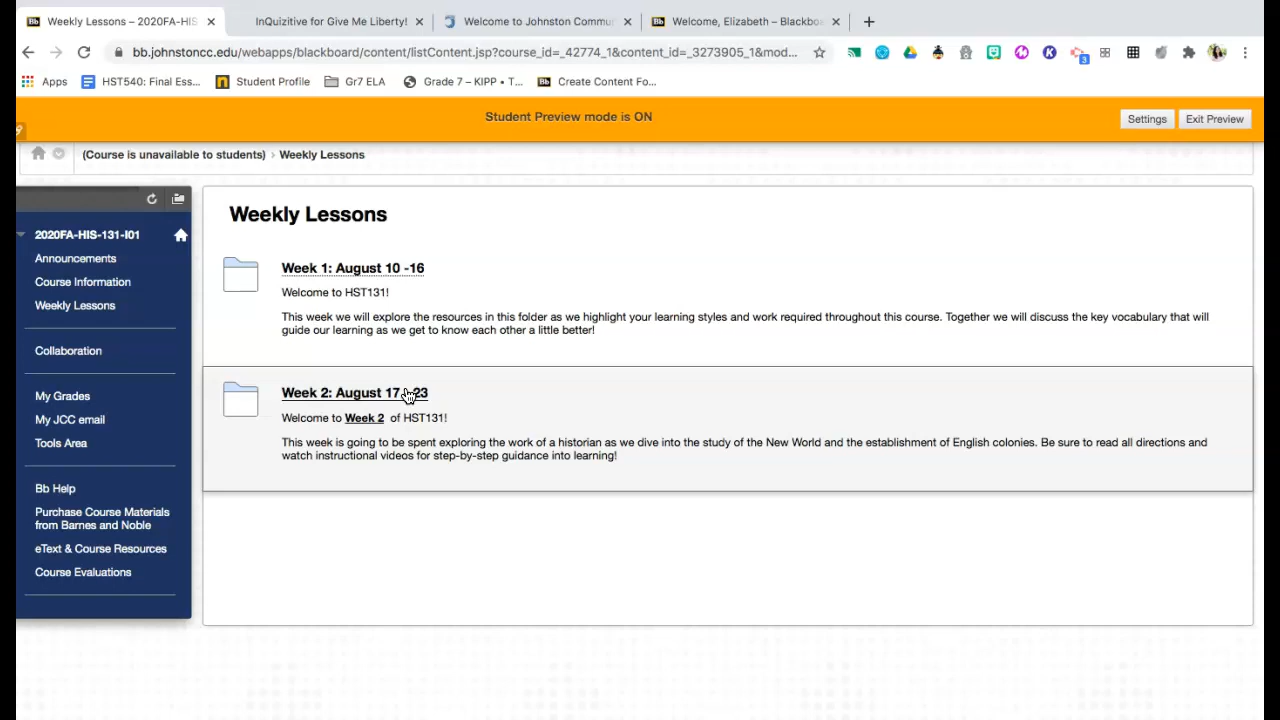 Weekly Lessons – 2020FA-HIS
InQuizitive for Give Me Liberty!
Welcome to Johnston Commu
Welcome, Elizabeth – Blackboa
bb.johnstoncc.edu/webapps/blackboard/content/listContent.jsp?course_id=_42774_1&content_id=_3273905_1&mod...
3
Apps
HST540: Final Ess...
Student Profile
Gr7 ELA
Grade 7 – KIPP • T...
Bb Create Content Fo...
Student Preview mode is ON
Settings
Exit Preview
(Course is unavailable to students) › Weekly Lessons
2020FA-HIS-131-I01
Announcements
Course Information
Weekly Lessons
Collaboration
My Grades
My JCC email
Tools Area
Bb Help
Purchase Course Materials
from Barnes and Noble
eText & Course Resources
Course Evaluations
Weekly Lessons
Week 1: August 10 -16
Welcome to HST131!
This week we will explore the resources in this folder as we highlight your learning styles and work required throughout this course. Together we will discuss the key vocabulary that will
guide our learning as we get to know each other a little better!
Week 2: August 17 -23
Welcome to Week 2 of HST131!
This week is going to be spent exploring the work of a historian as we dive into the study of the New World and the establishment of English colonies. Be sure to read all directions and
watch instructional videos for step-by-step guidance into learning!